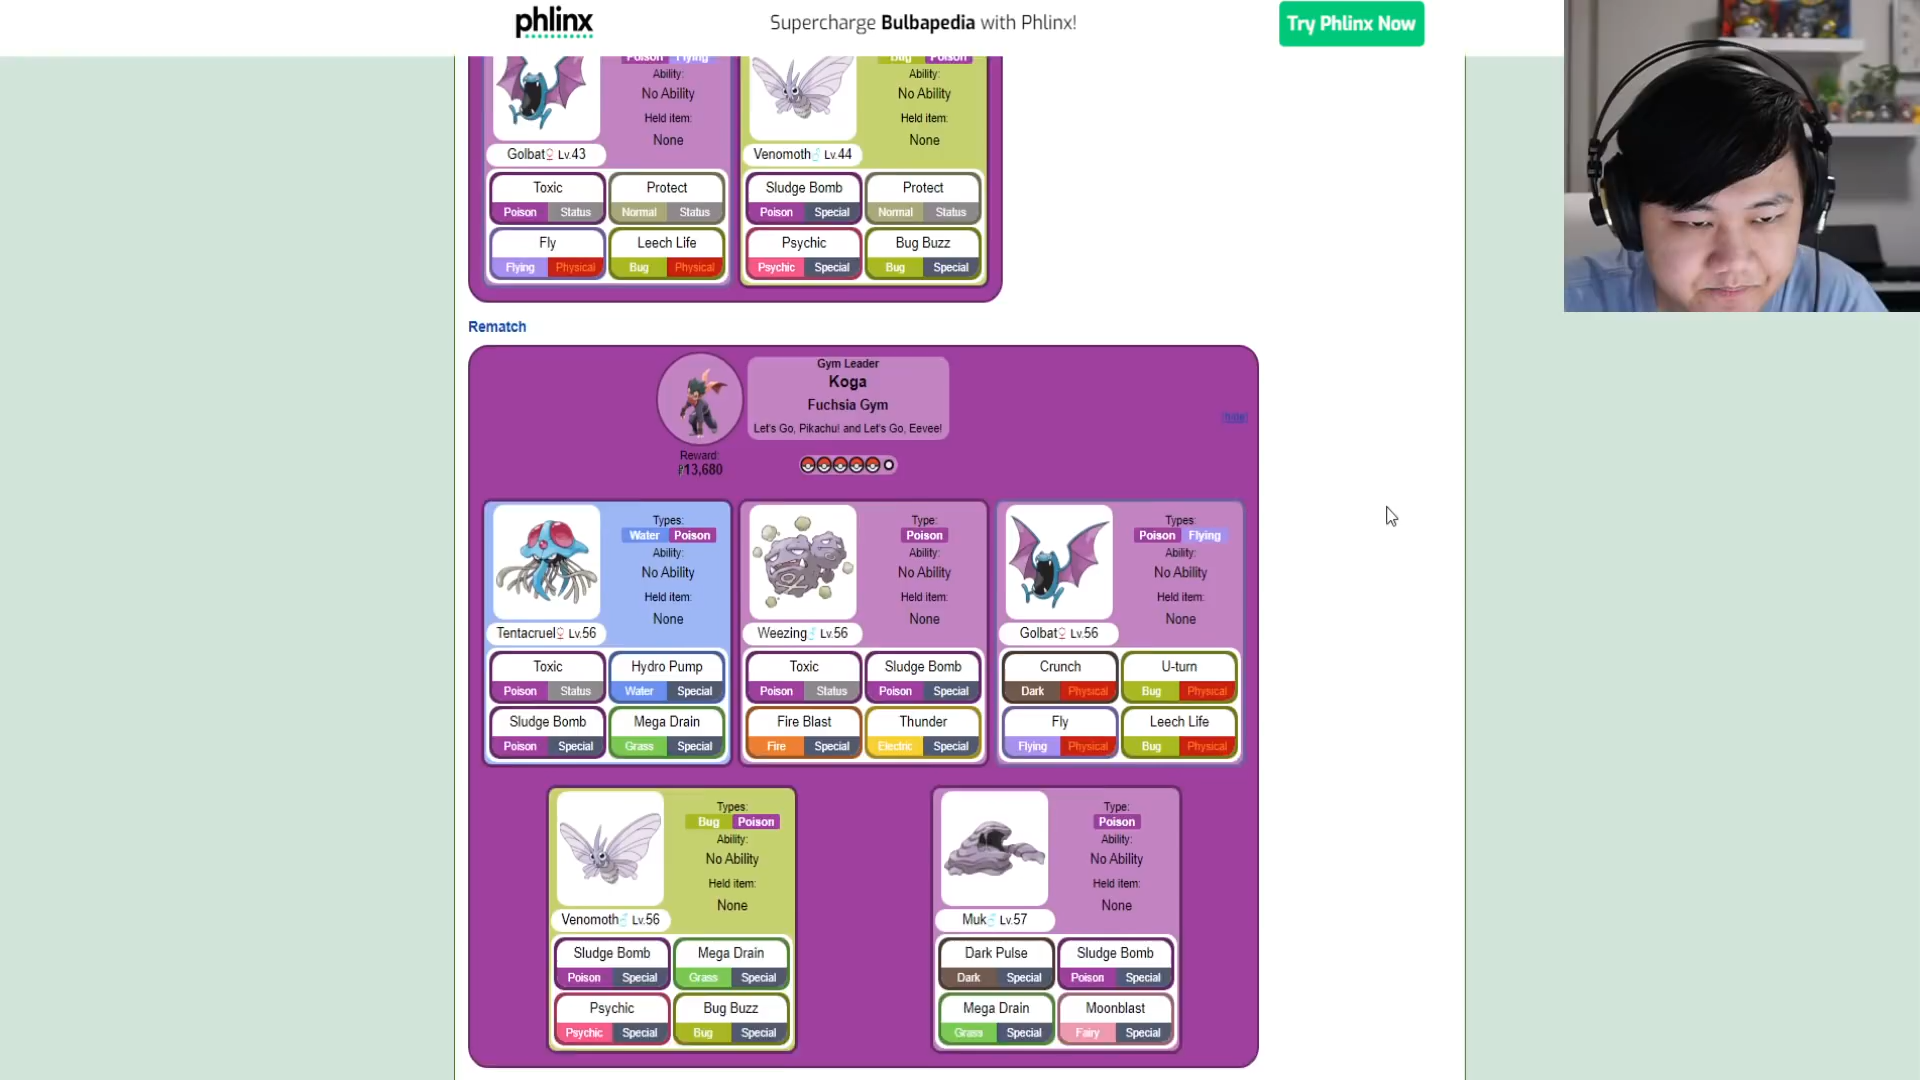 phlinx
Supercharge Bulbapedia with Phlinx!
Try Phlinx Now
Poison Flying
Ability:
No Ability
Held item:
None
Golbat♀ Lv.43
Toxic
Poison Status
Protect
Normal Status
Fly
Flying Physical
Leech Life
Bug Physical
Bug Poison
Ability:
No Ability
Held item:
None
Venomoth♂ Lv.44
Sludge Bomb
Poison Special
Protect
Normal Status
Psychic
Psychic Special
Bug Buzz
Bug Special
Rematch
Gym Leader
Koga
Fuchsia Gym
Let's Go, Pikachu! and Let's Go, Eevee!
[hide]
Reward:
₽13,680
Types:
Water Poison
Ability:
No Ability
Held item:
None
Tentacruel♀ Lv.56
Toxic
Poison Status
Hydro Pump
Water Special
Sludge Bomb
Poison Special
Mega Drain
Grass Special
Type:
Poison
Ability:
No Ability
Held item:
None
Weezing♂ Lv.56
Toxic
Poison Status
Sludge Bomb
Poison Special
Fire Blast
Fire Special
Thunder
Electric Special
Types:
Poison Flying
Ability:
No Ability
Held item:
None
Golbat♀ Lv.56
Crunch
Dark Physical
U-turn
Bug Physical
Fly
Flying Physical
Leech Life
Bug Physical
Types:
Bug Poison
Ability:
No Ability
Held item:
None
Venomoth♂ Lv.56
Sludge Bomb
Poison Special
Mega Drain
Grass Special
Psychic
Psychic Special
Bug Buzz
Bug Special
Type:
Poison
Ability:
No Ability
Held item:
None
Muk♂ Lv.57
Dark Pulse
Dark Special
Sludge Bomb
Poison Special
Mega Drain
Grass Special
Moonblast
Fairy Special